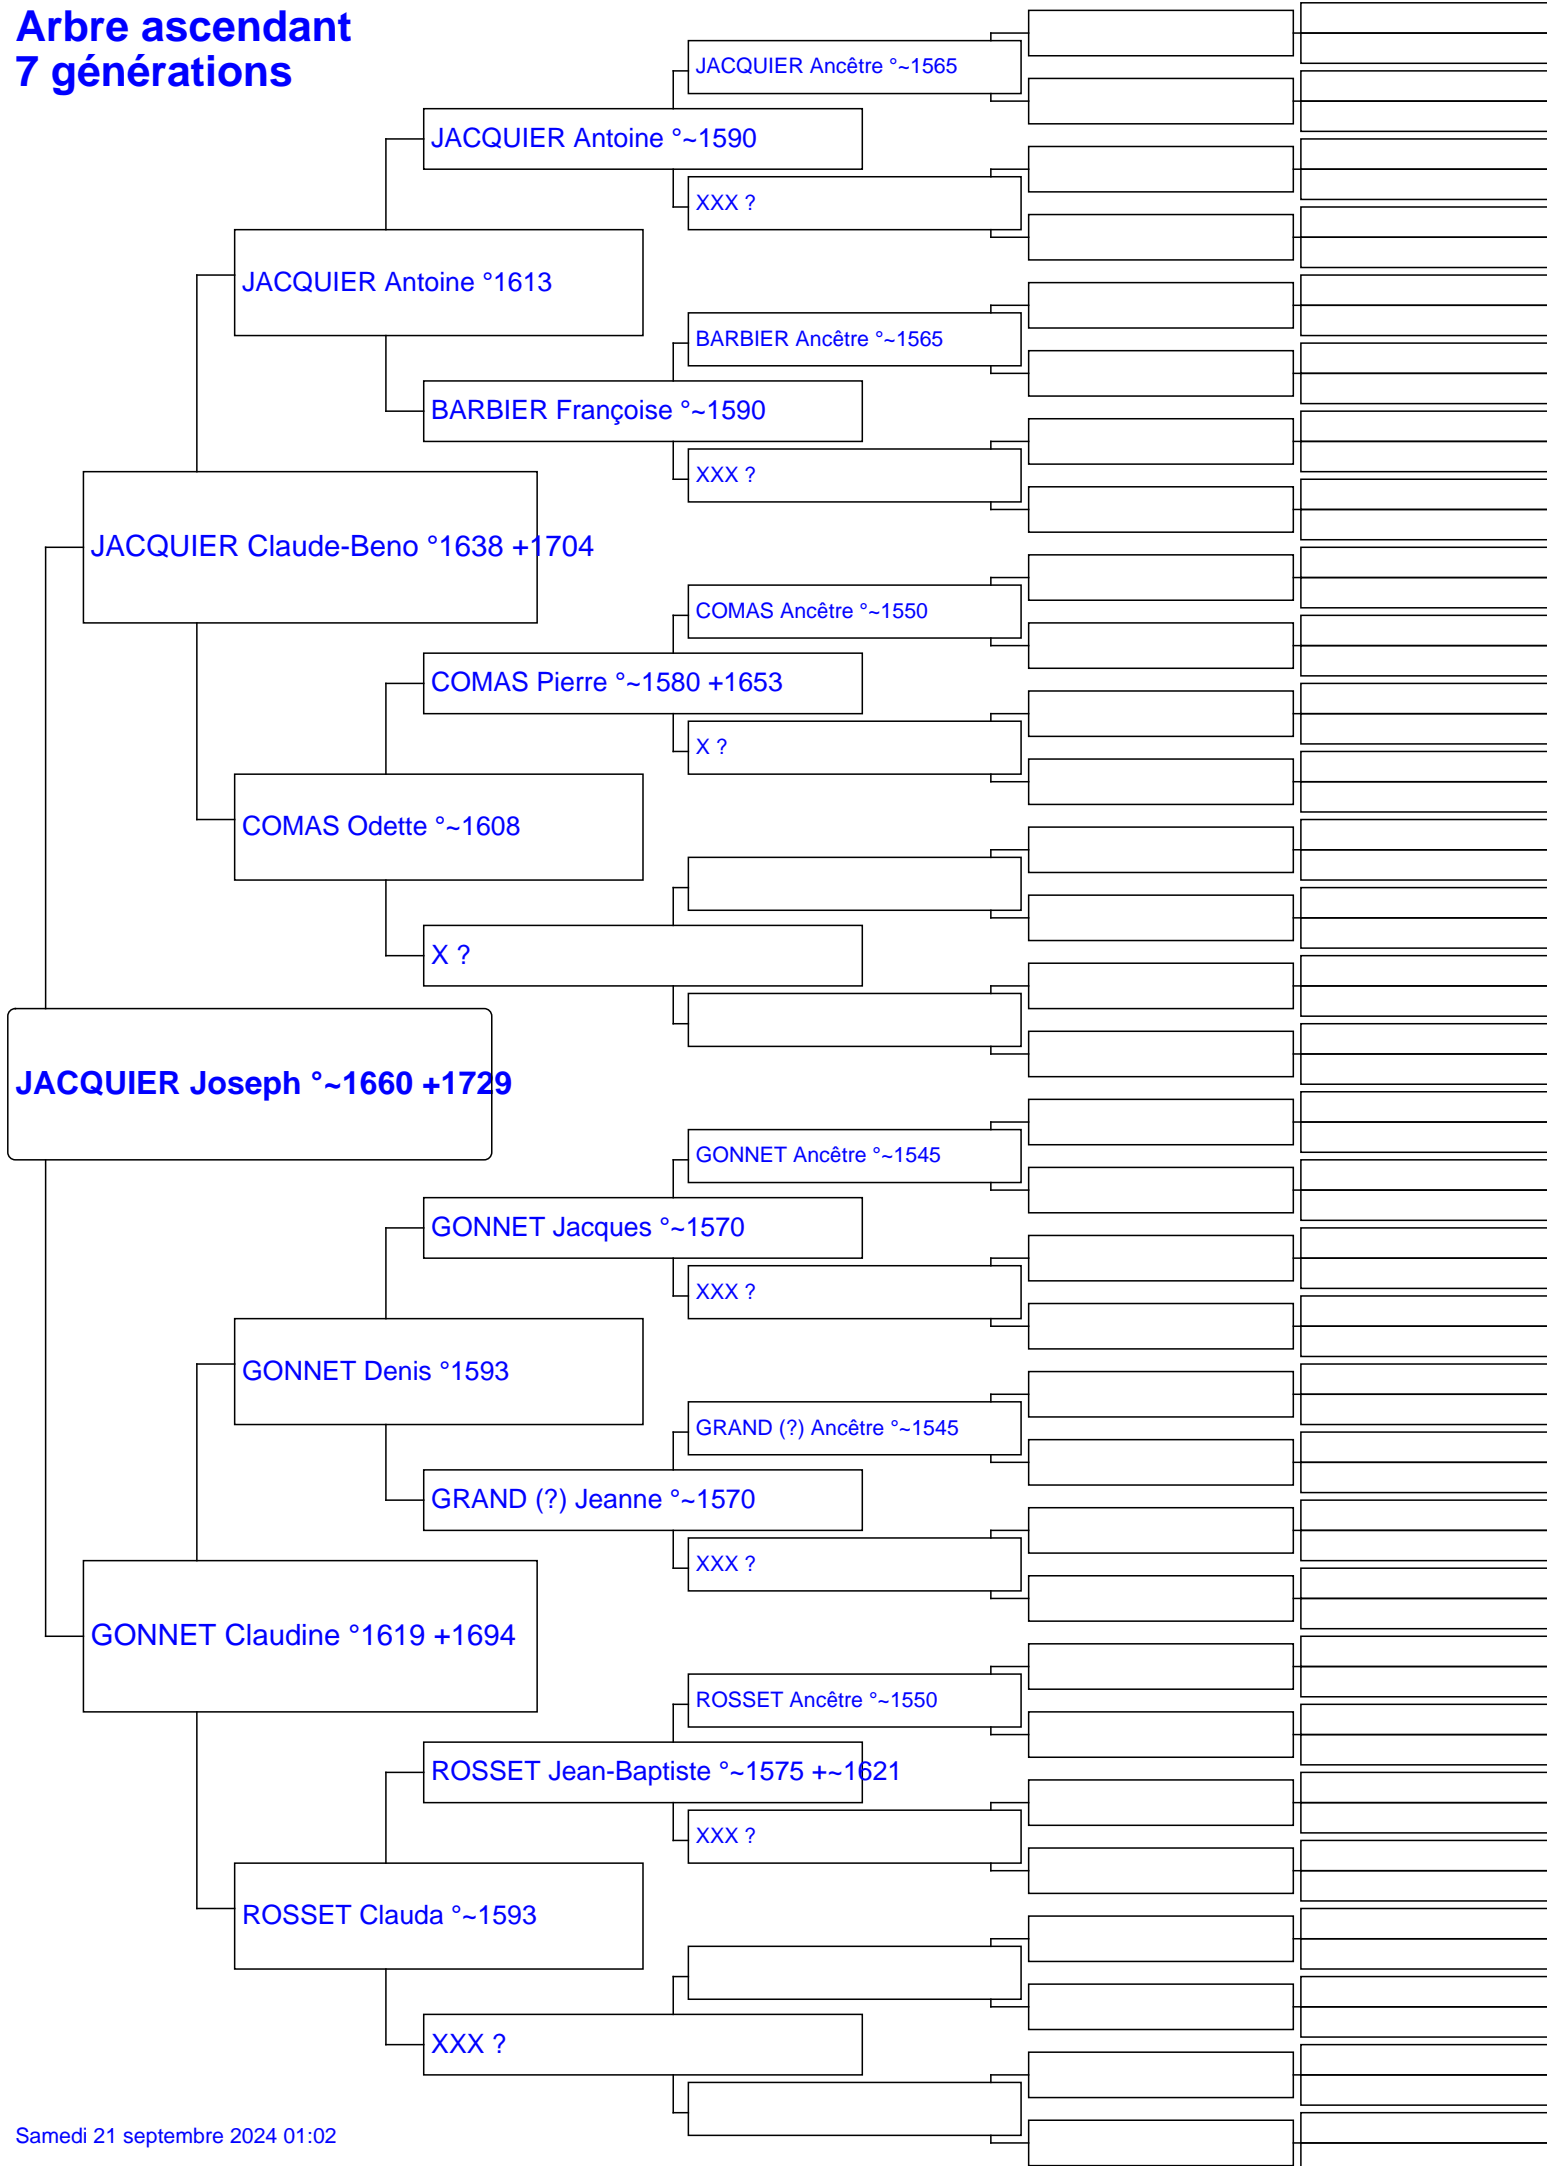 Arbre ascendant
7 générations
JACQUIER Ancêtre °~1565
JACQUIER Antoine °~1590
XXX ?
JACQUIER Antoine °1613
BARBIER Ancêtre °~1565
BARBIER Françoise °~1590
XXX ?
JACQUIER Claude-Beno °1638 +1704
COMAS Ancêtre °~1550
COMAS Pierre °~1580 +1653
X ?
COMAS Odette °~1608
X ?
JACQUIER Joseph °~1660 +1729
GONNET Ancêtre °~1545
GONNET Jacques °~1570
XXX ?
GONNET Denis °1593
GRAND (?) Ancêtre °~1545
GRAND (?) Jeanne °~1570
XXX ?
GONNET Claudine °1619 +1694
ROSSET Ancêtre °~1550
ROSSET Jean-Baptiste °~1575 +~1621
XXX ?
ROSSET Clauda °~1593
XXX ?
Samedi 21 septembre 2024 01:02